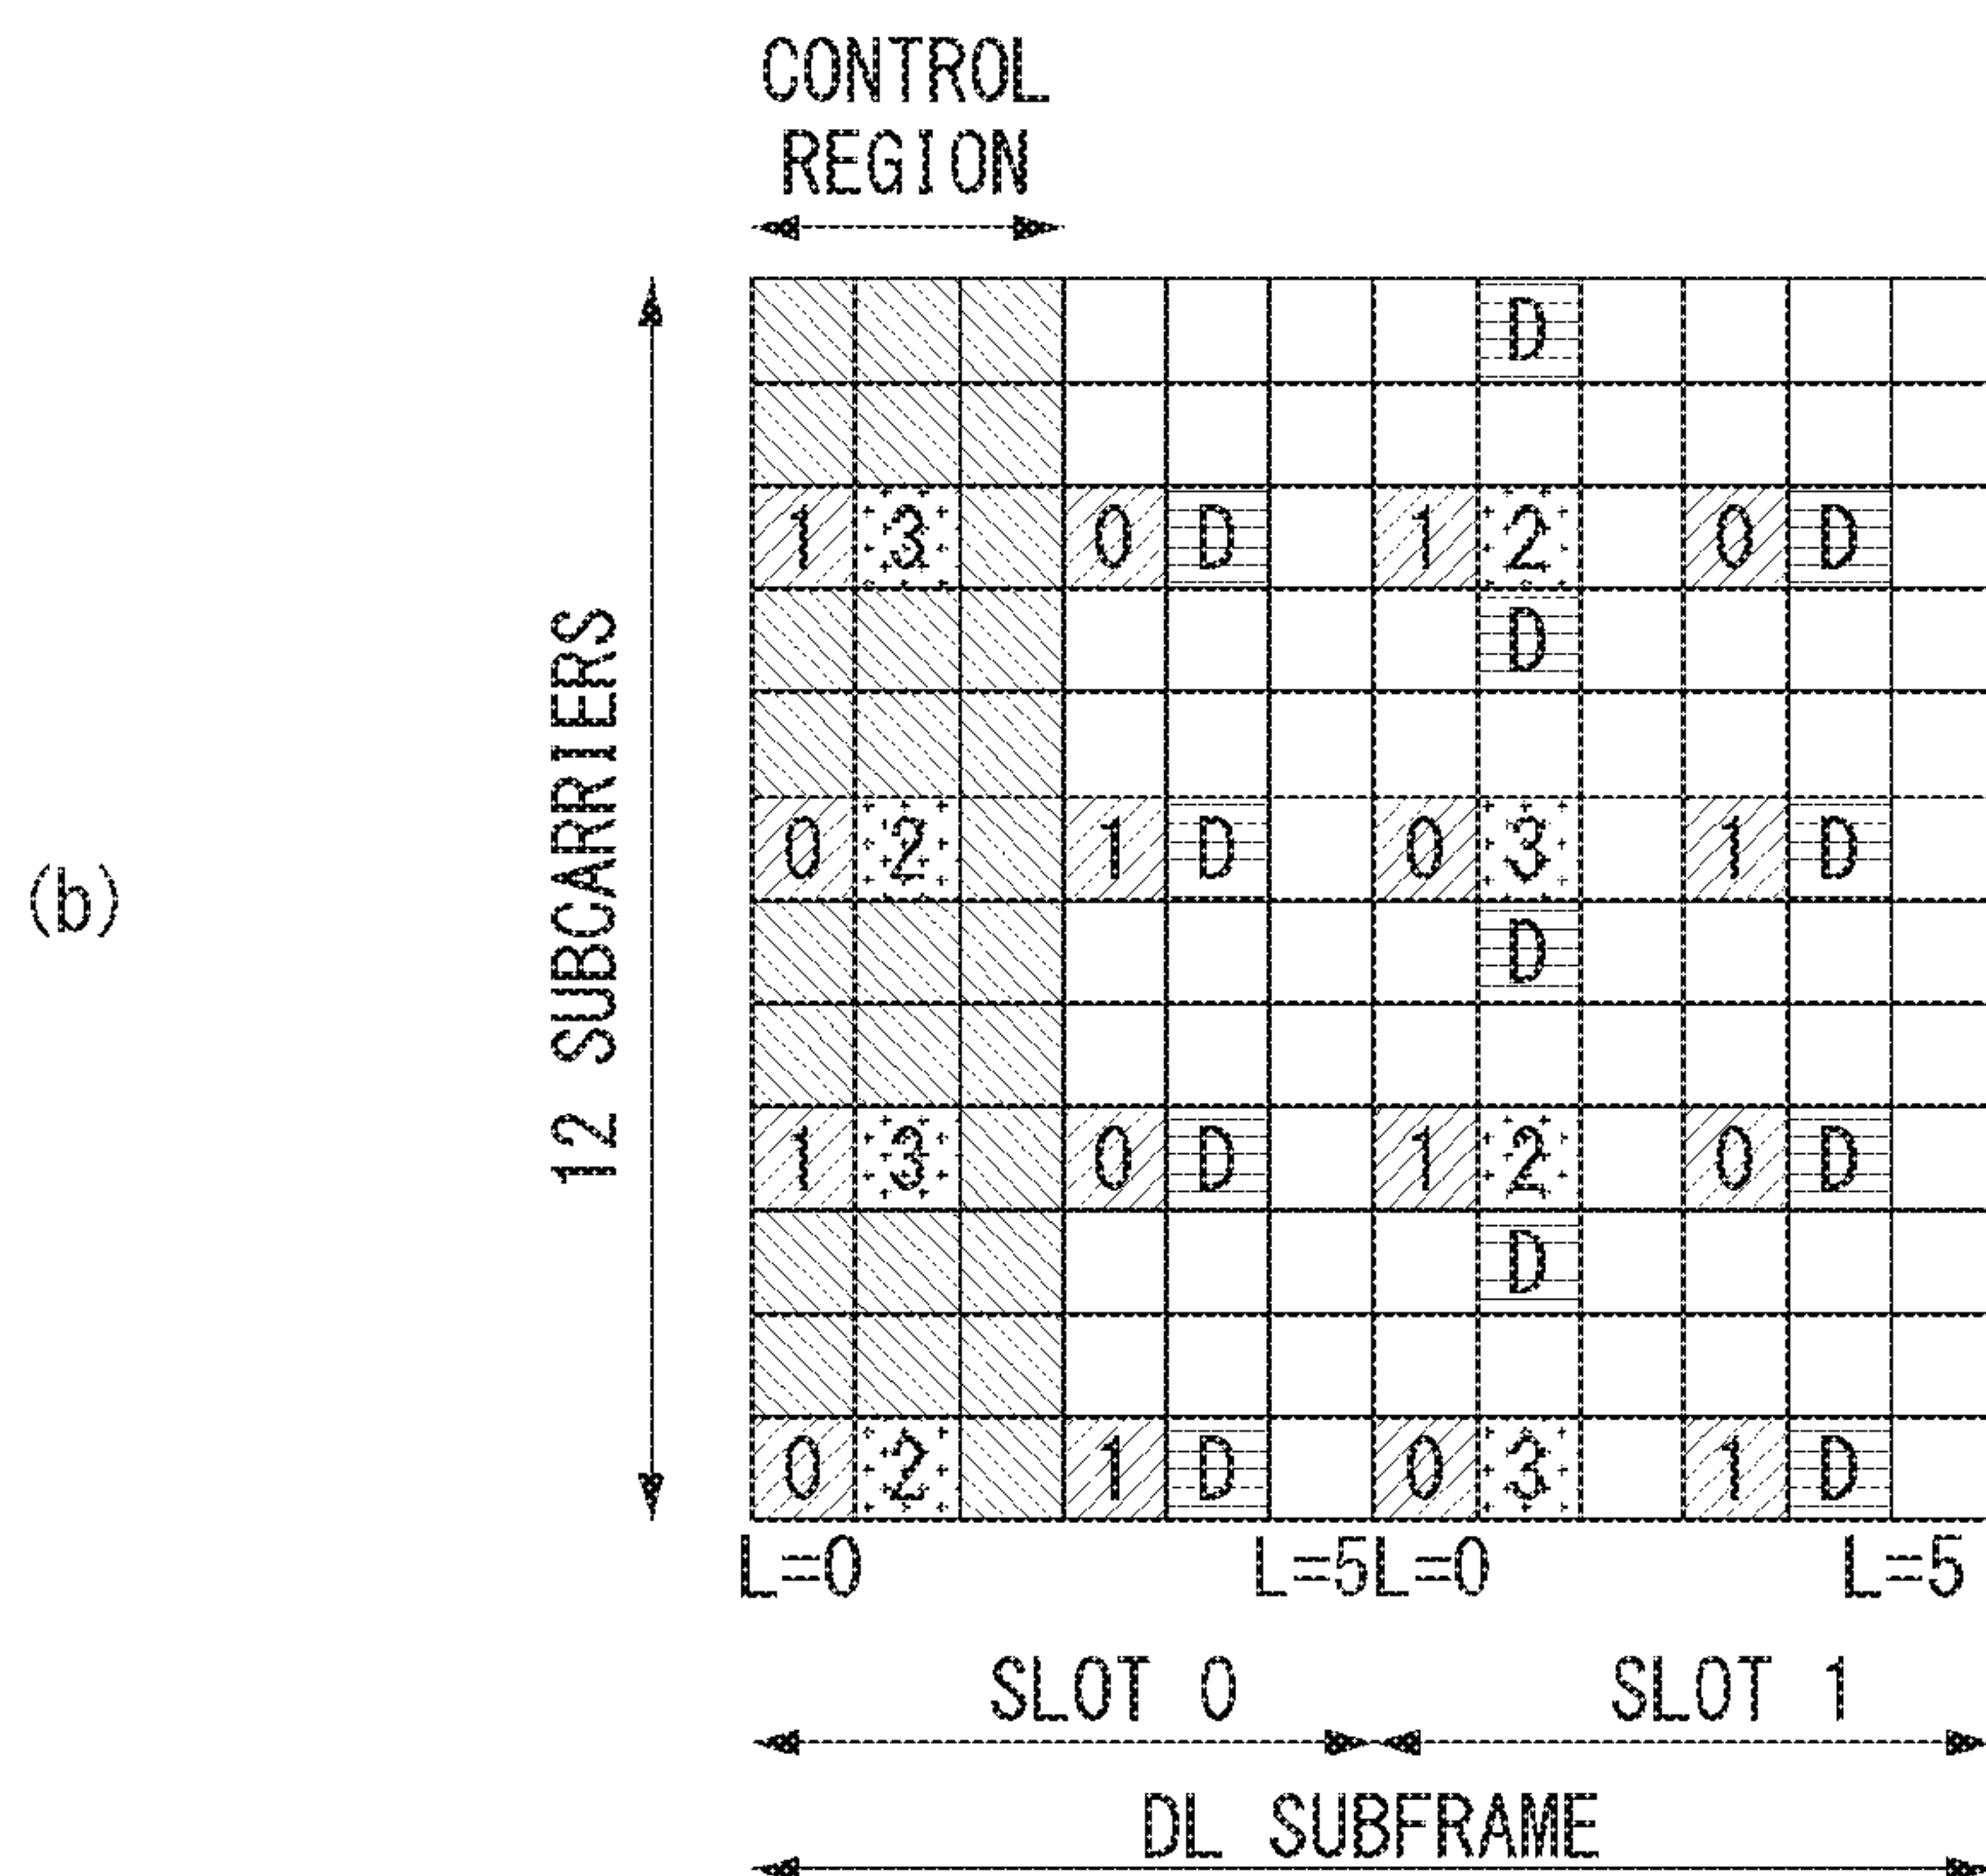 CONTROL
REGION
D
1 3 0 D 1 2 0 D
D
0 2 1 D 0 3 1 D
D
1 3 0 D 1 2 0 D
D
0 2 1 D 0 3 1 D
12 SUBCARRIERS
(b)
L=0 L=5 L=0 L=5
SLOT 0 SLOT 1
DL SUBFRAME